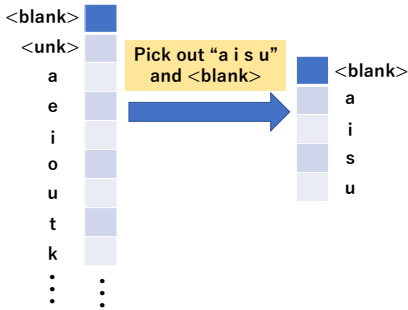 <blank>
<unk>
a
e
i
o
u
t
k
Pick out “a i s u”
and <blank>
<blank>
a
i
s
u